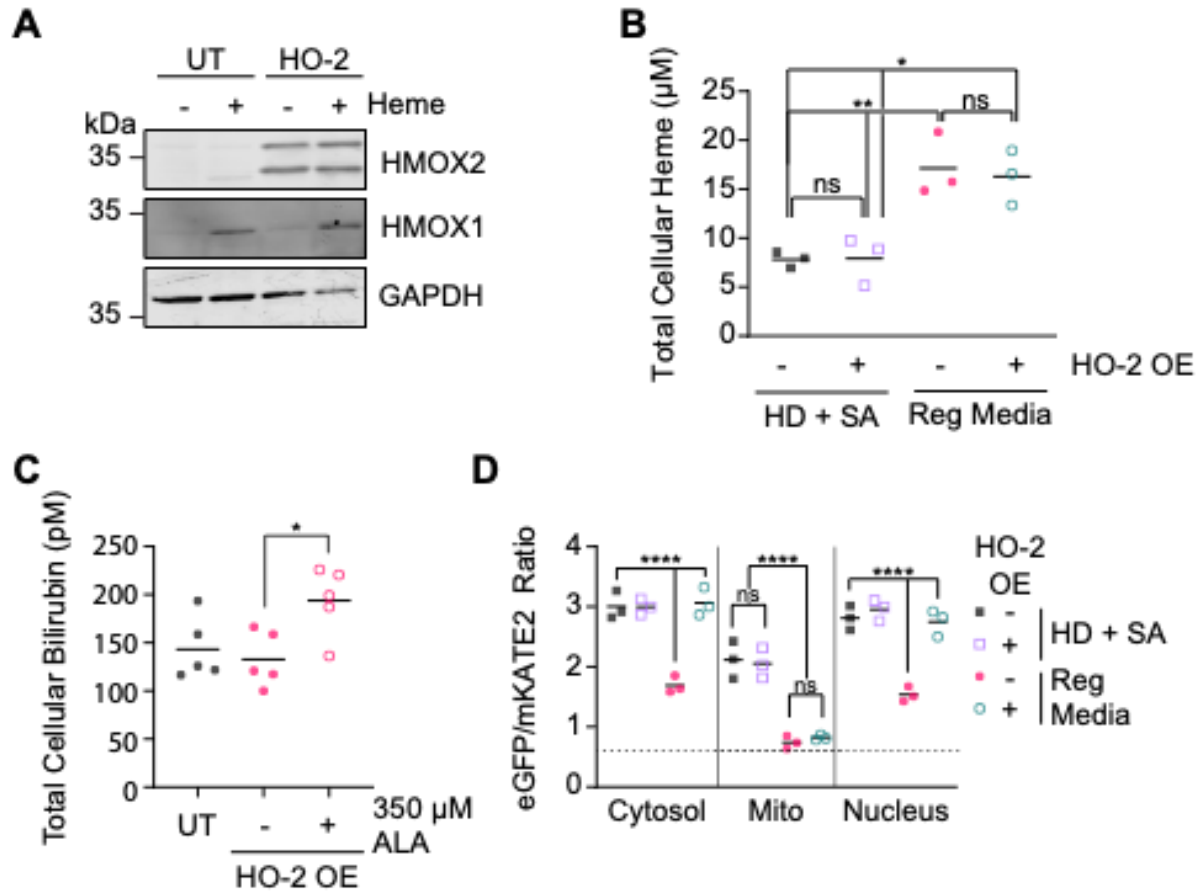 A
UT HO-2
- + - + Heme
kDa
35
HMOX2
35
HMOX1
35
GAPDH
B
Total Cellular Heme (µM)
25
20
15
10
5
0
*
**
ns
ns
- + - + HO-2 OE
HD + SA Reg Media
C
Total Cellular Bilirubin (pM)
250
200
150
100
50
0
*
UT - + 350 µM
ALA
HO-2 OE
D
eGFP/mKATE2 Ratio
4
3
2
1
0
**** **** ****
ns
ns
Cytosol Mito Nucleus
HO-2
OE
-
+
HD + SA
-
+
Reg
Media